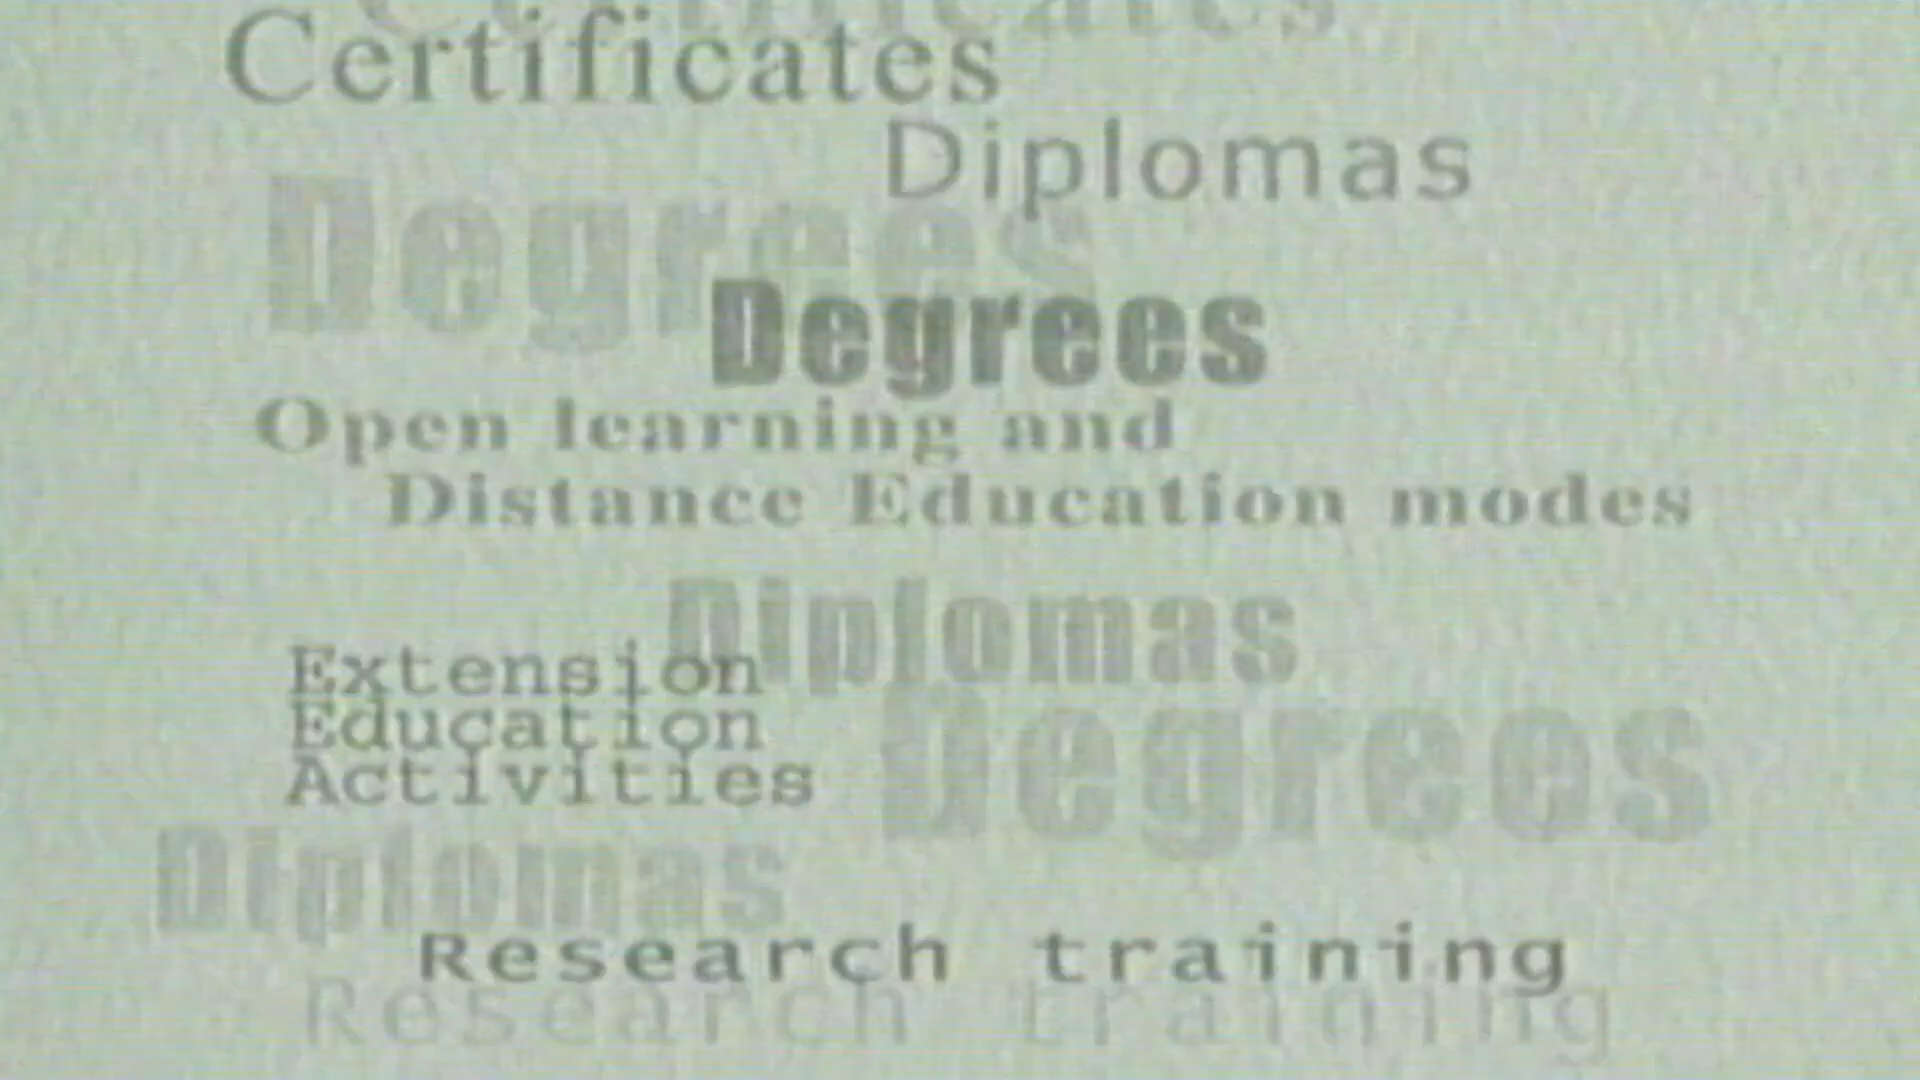 Certificates
Certificates
Diplomas
Degrees
Degrees
Open learning and
Distance Education modes
Diplomas
Extension
Education
Activities
Degrees
Diplomas
Research training
Research training